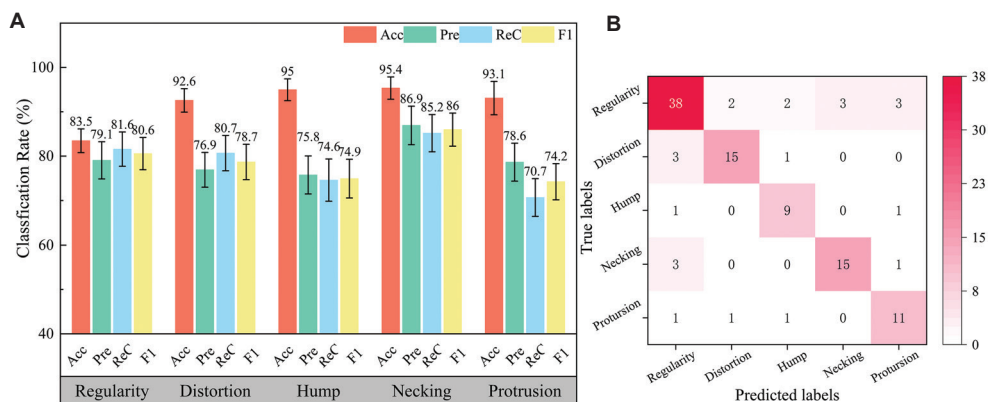 A
Acc Pre ReC F1
Classfication Rate (%)
100
80
60
40
83.5 79.1 81.6 80.6
92.6 76.9 80.7 78.7
95 75.8 74.6 74.9
95.4 86.9 85.2 86
93.1 78.6 70.7 74.2
Acc Pre ReC F1 Acc Pre ReC F1 Acc Pre ReC F1 Acc Pre ReC F1 Acc Pre ReC F1
Regularity Distortion Hump Necking Protrusion
B
True labels
Regularity 38 2 2 3 3
Distortion 3 15 1 0 0
Hump 1 0 9 0 1
Necking 3 0 0 15 1
Protursion 1 1 1 0 11
Regularity Distortion Hump Necking Protursion
Predicted labels
38
30
23
15
8
0
38
30
23
15
8
0